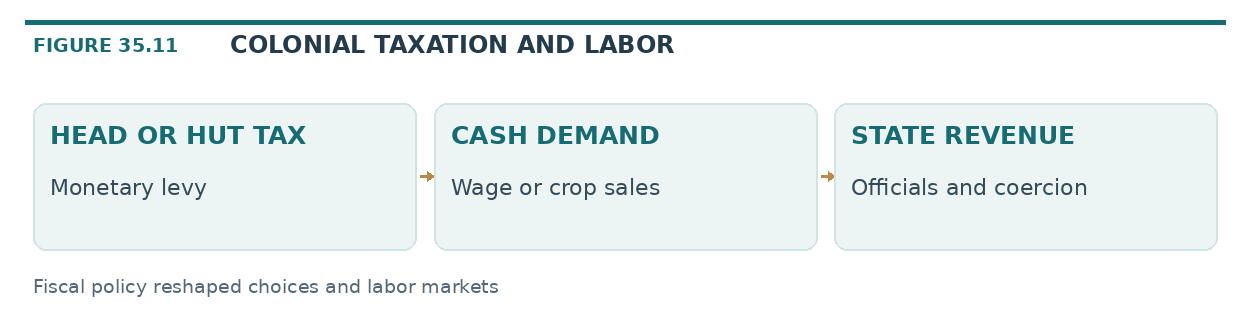 FIGURE 35.11 COLONIAL TAXATION AND LABOR
HEAD OR HUT TAX
Monetary levy
CASH DEMAND
Wage or crop sales
STATE REVENUE
Officials and coercion
Fiscal policy reshaped choices and labor markets